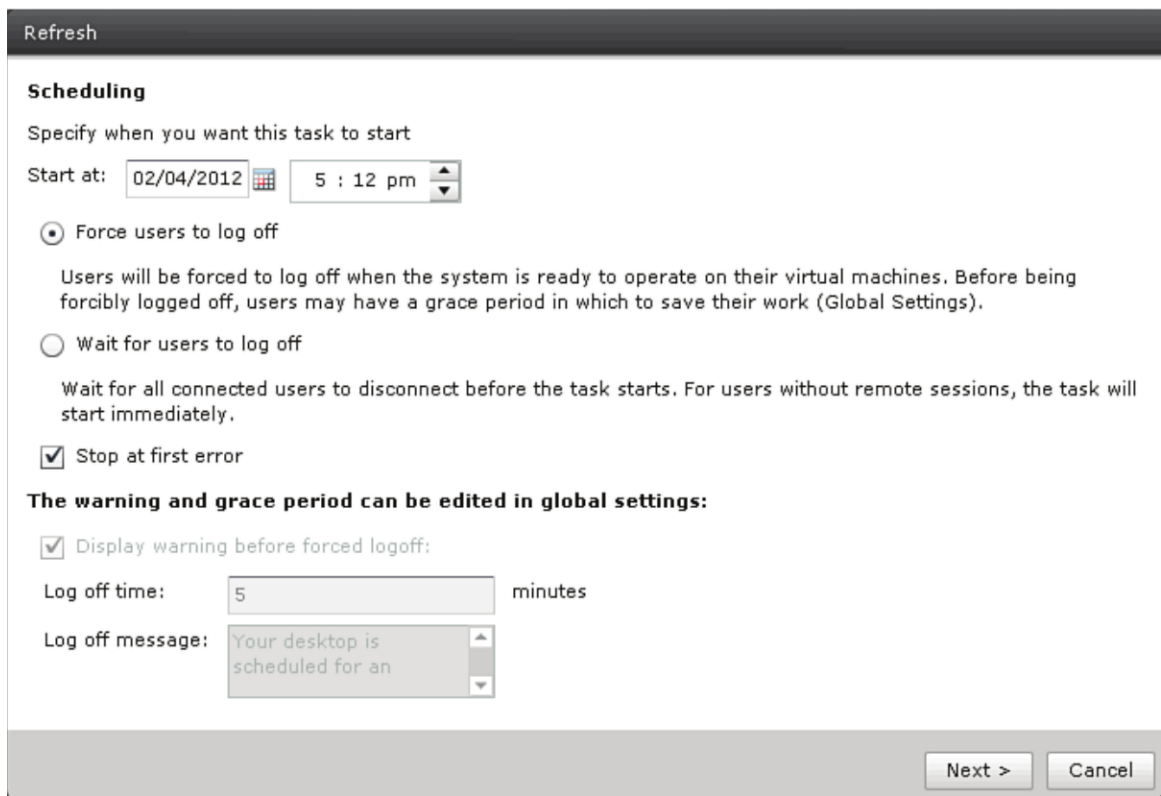 Refresh
Scheduling
Specify when you want this task to start
Start at: 02/04/2012 5 : 12 pm
Force users to log off
Users will be forced to log off when the system is ready to operate on their virtual machines. Before being
forcibly logged off, users may have a grace period in which to save their work (Global Settings).
Wait for users to log off
Wait for all connected users to disconnect before the task starts. For users without remote sessions, the task will
start immediately.
Stop at first error
The warning and grace period can be edited in global settings:
Display warning before forced logoff:
Log off time: 5 minutes
Log off message: Your desktop is
scheduled for an
Next > Cancel